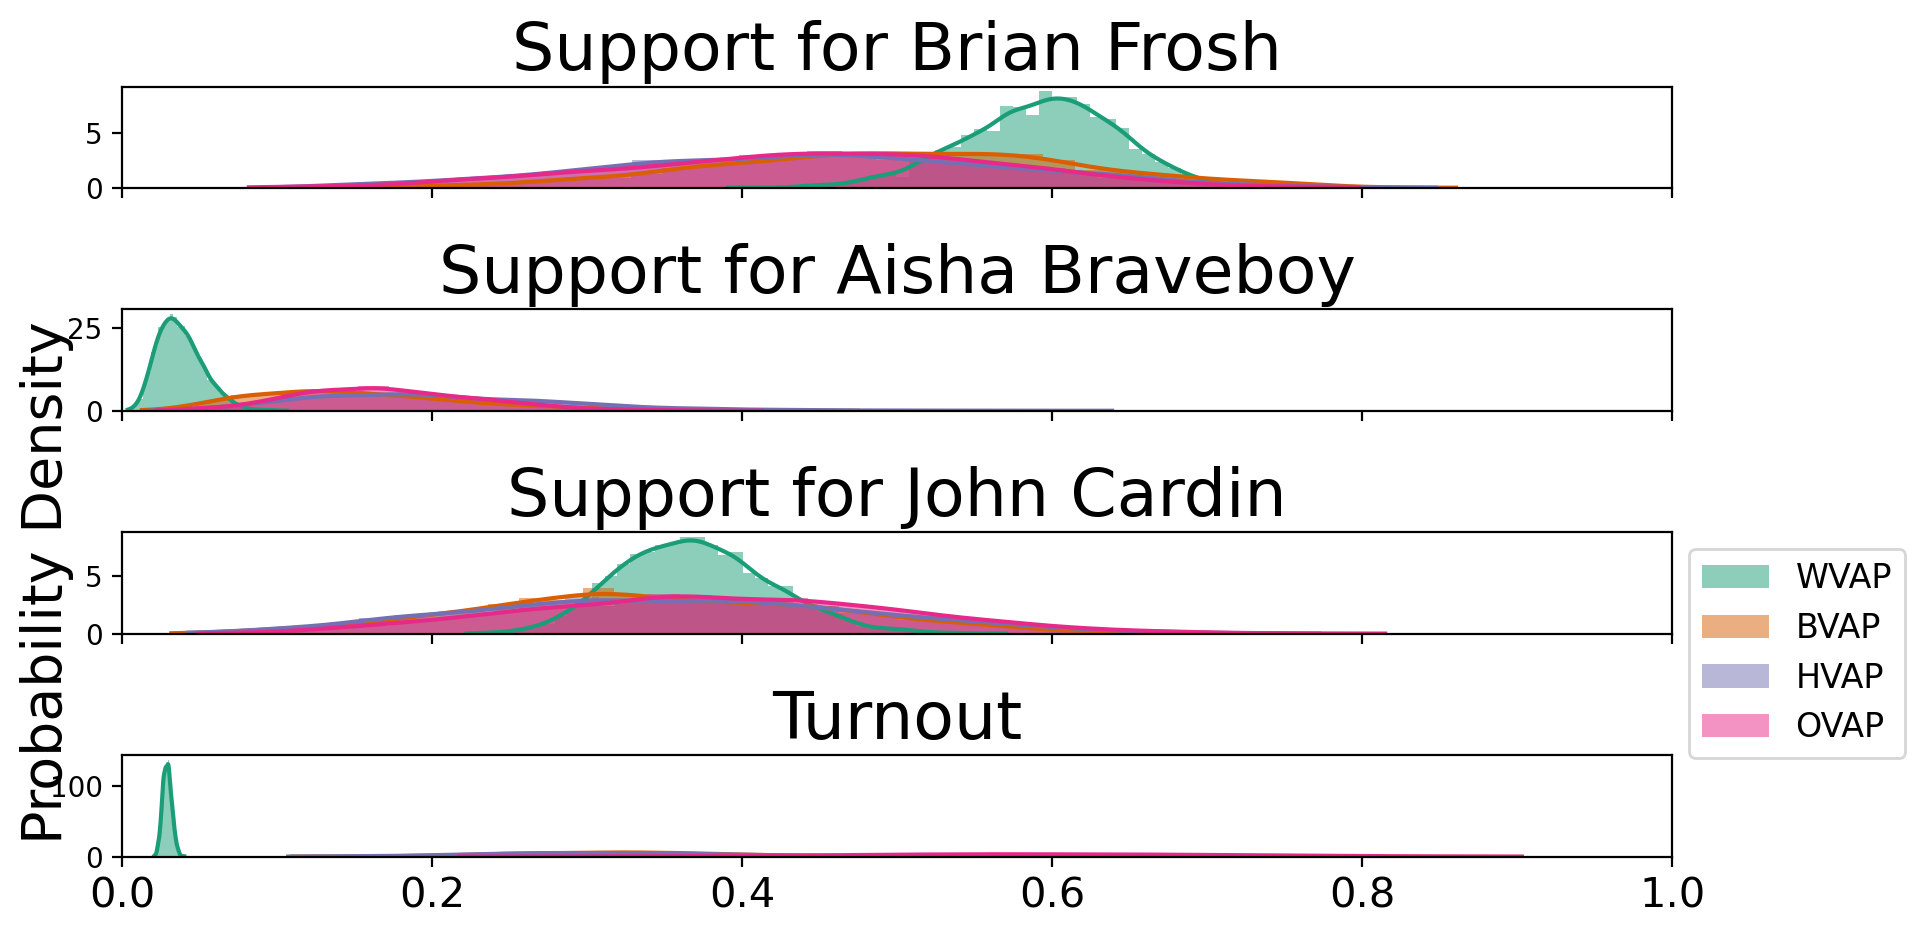 Support for Brian Frosh
5
0
Support for Aisha Braveboy
25
0
Support for John Cardin
5
0
Turnout
100
0
0.0 0.2 0.4 0.6 0.8 1.0
Probability Density
WVAP
BVAP
HVAP
OVAP